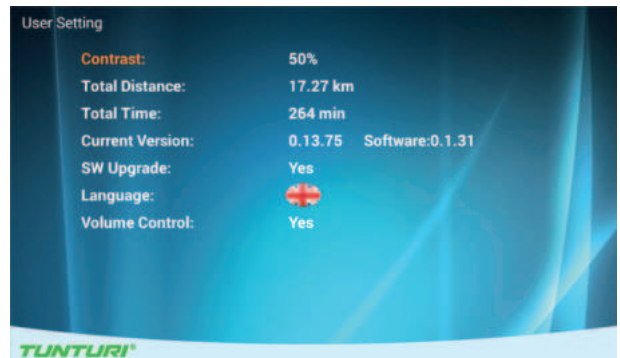 User Setting
Contrast: 50%
Total Distance: 17.27 km
Total Time: 264 min
Current Version: 0.13.75 Software:0.1.31
SW Upgrade: Yes
Language:
Volume Control: Yes
TUNTURI®